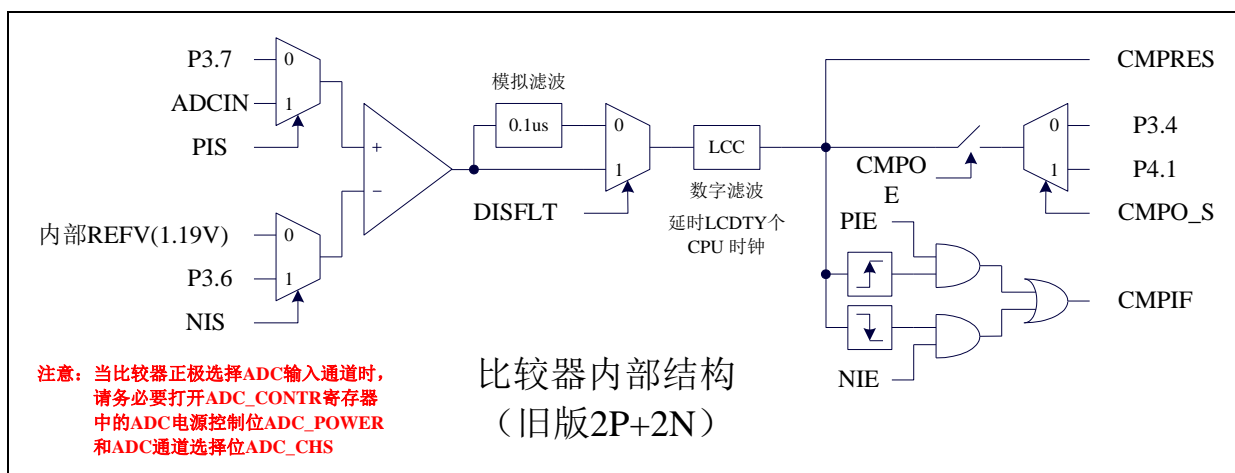 P3.7
0
ADCIN
1
PIS
+
−
内部REFV(1.19V)
0
P3.6
1
NIS
模拟滤波
0.1us
0
1
DISFLT
LCC
数字滤波
延时LCDTY个
CPU 时钟
CMPRES
0
P3.4
1
P4.1
CMPO
E
CMPO_S
PIE
CMPIF
NIE
注意：当比较器正极选择ADC输入通道时，
请务必要打开ADC_CONTR寄存器
中的ADC电源控制位ADC_POWER
和ADC通道选择位ADC_CHS
比较器内部结构
（旧版2P+2N）